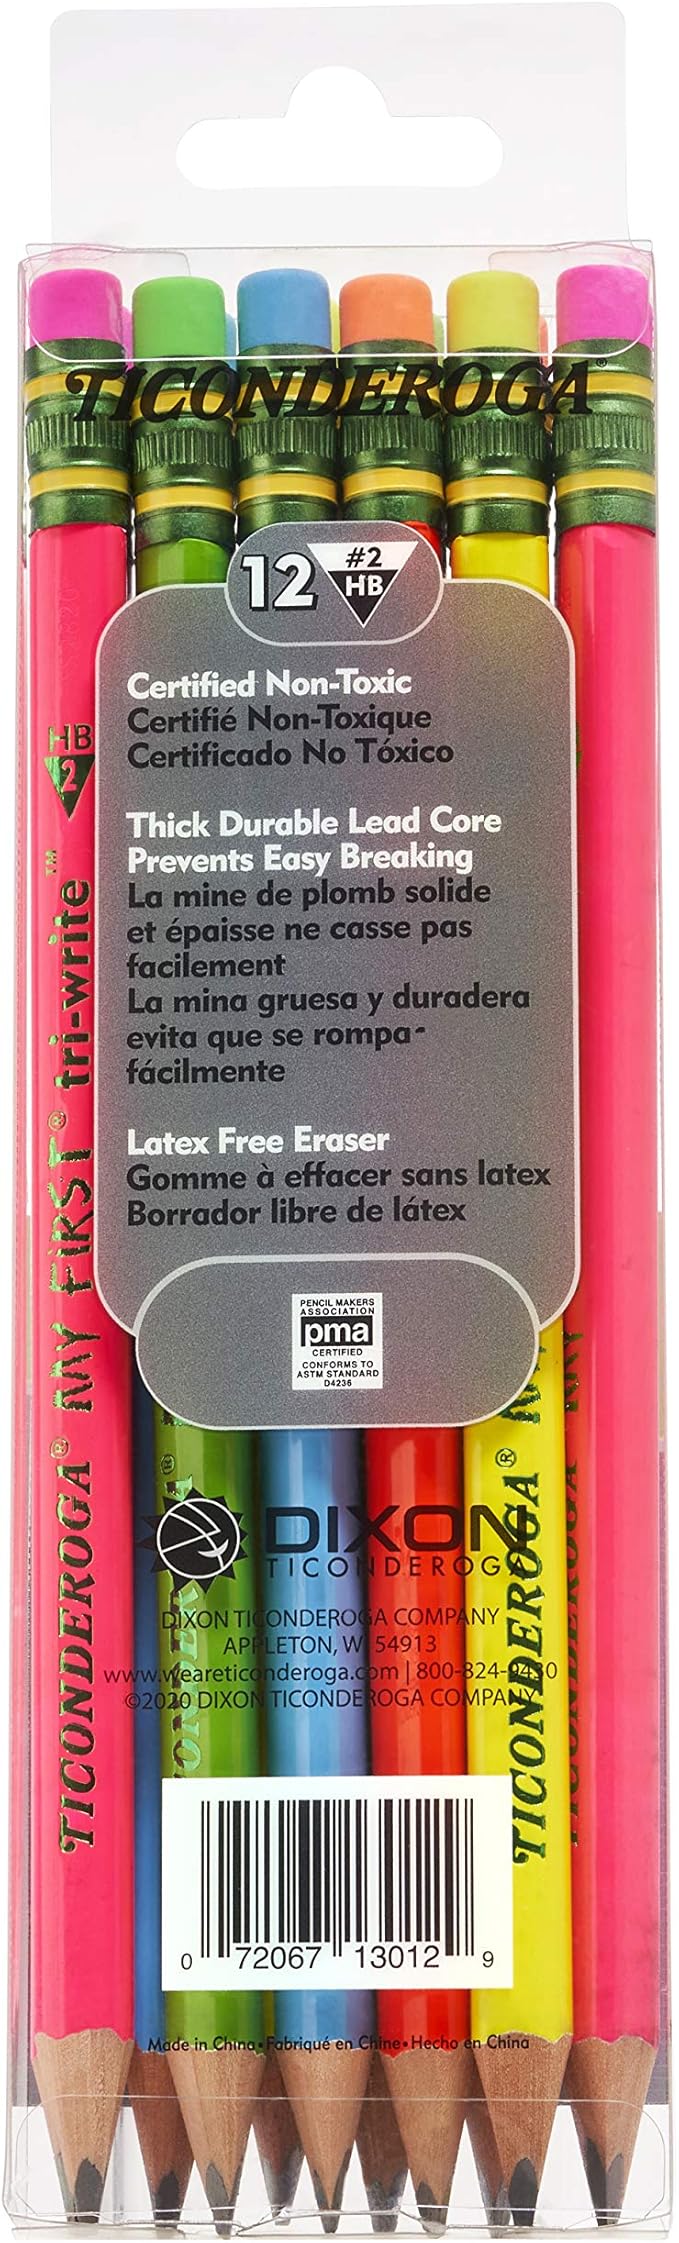 TICONDEROGA®
12 #2 HB
Certified Non-Toxic
Certifié Non-Toxique
Certificado No Tóxico
Thick Durable Lead Core
Prevents Easy Breaking
La mine de plomb solide
et épaisse ne casse pas
facilement
La mina gruesa y duradera
evita que se rompa-
fácilmente
Latex Free Eraser
Gomme à effacer sans latex
Borrador libre de látex
PENCIL MAKERS
ASSOCIATION
pma
CERTIFIED
CONFORMS TO
ASTM STANDARD
D4236
DIXON
TICONDEROGA
DIXON TICONDEROGA COMPANY
APPLETON, WI 54913
www.weareticonderoga.com | 800-824-9430
©2020 DIXON TICONDEROGA COMPANY
0 72067 13012 9
Made in China • Fabriqué en Chine • Hecho en China
TICONDEROGA® MY FIRST® tri-write™ 2 HB
TICONDEROGA® MY
TICONDEROGA MY